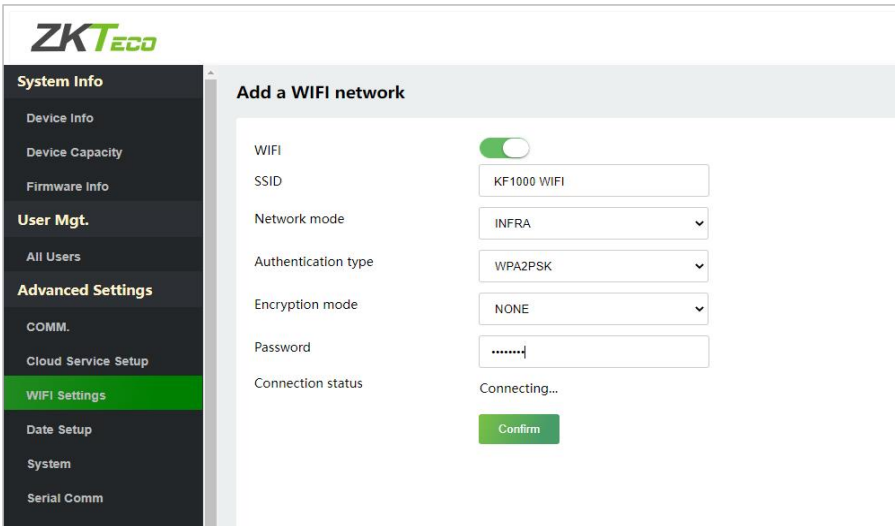 ZKTeco
System Info
Device Info
Device Capacity
Firmware Info
User Mgt.
All Users
Advanced Settings
COMM.
Cloud Service Setup
WIFI Settings
Date Setup
System
Serial Comm
Add a WIFI network
WIFI
SSID KF1000 WIFI
Network mode INFRA
Authentication type WPA2PSK
Encryption mode NONE
Password ••••••••
Connection status Connecting...
Confirm